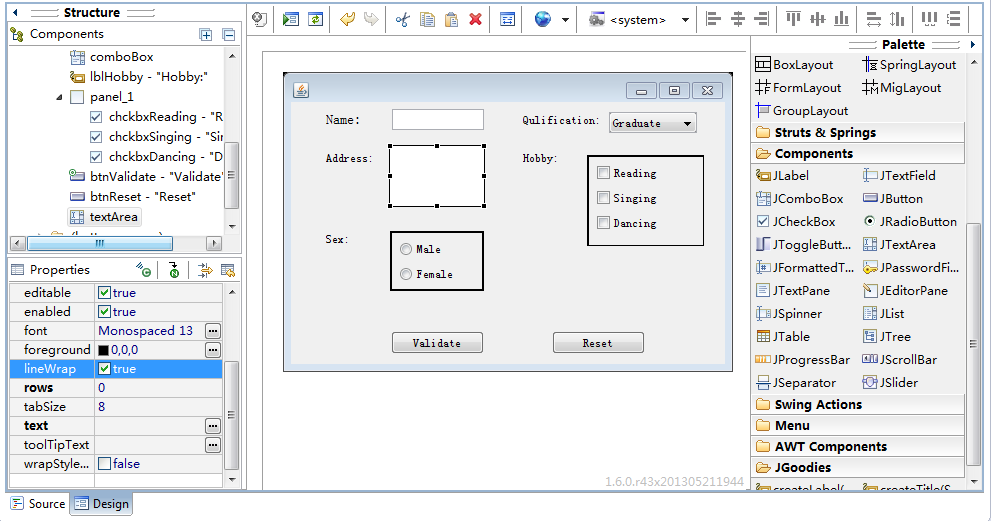 Structure
Components
comboBox
lblHobby - "Hobby:"
panel_1
chckbxReading - "R
chckbxSinging - "Sin
chckbxDancing - "D
btnValidate - "Validate"
btnReset - "Reset"
textArea
Properties
editable true
enabled true
font Monospaced 13 ...
foreground 0,0,0 ...
lineWrap true
rows 0
tabSize 8
text ...
toolTipText ...
wrapStyle... false
Source Design
<system>
Name:
Qulification: Graduate
Address:
Hobby:
Reading
Singing
Dancing
Sex:
Male
Female
Validate Reset
1.6.0.r43x201305211944
Palette
BoxLayout SpringLayout
FormLayout MigLayout
GroupLayout
Struts & Springs
Components
JLabel JTextField
JComboBox JButton
JCheckBox JRadioButton
JToggleButt... JTextArea
JFormattedT... JPasswordFi...
JTextPane JEditorPane
JSpinner JList
JTable JTree
JProgressBar JScrollBar
JSeparator JSlider
Swing Actions
Menu
AWT Components
JGoodies
createLabel( createTitle(S